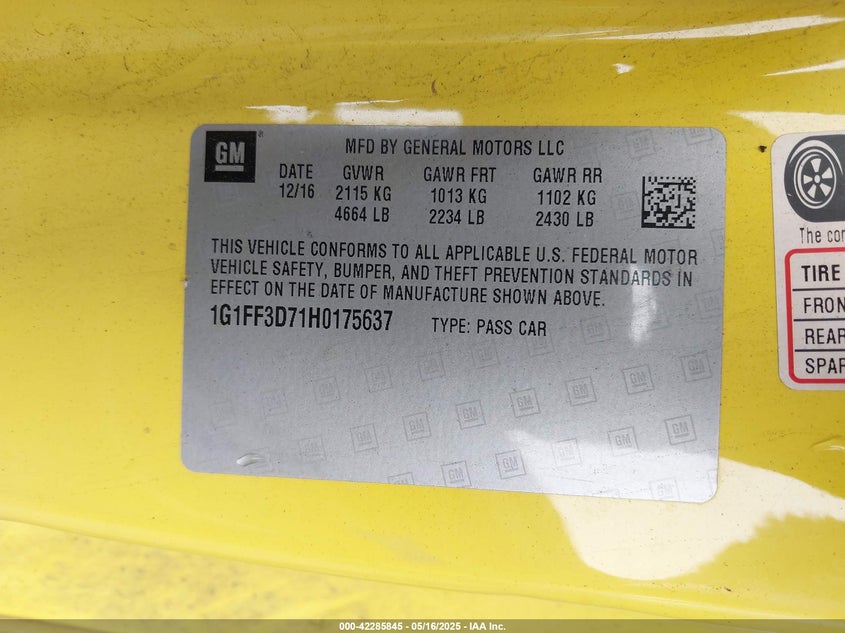 GM
MFD BY GENERAL MOTORS LLC
DATE GVWR GAWR FRT GAWR RR
12/16 2115 KG 1013 KG 1102 KG
4664 LB 2234 LB 2430 LB
THIS VEHICLE CONFORMS TO ALL APPLICABLE U.S. FEDERAL MOTOR
VEHICLE SAFETY, BUMPER, AND THEFT PREVENTION STANDARDS IN
EFFECT ON THE DATE OF MANUFACTURE SHOWN ABOVE.
1G1FF3D71H0175637 TYPE: PASS CAR
The
TIRE
000-42285845 - 05/16/2025 - IAA Inc.